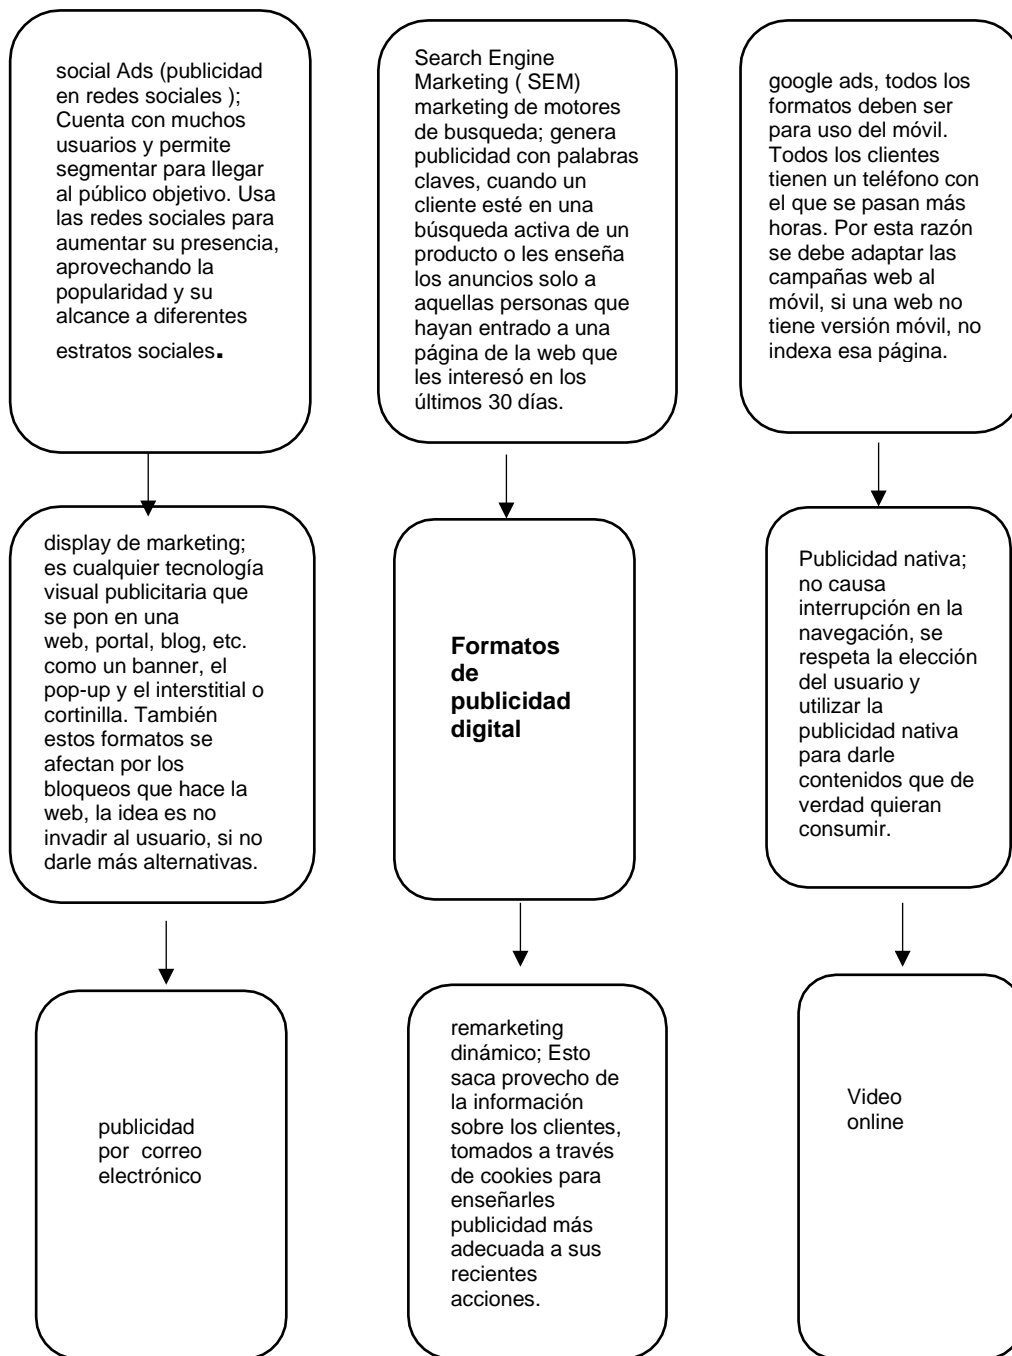 social Ads (publicidad
en redes sociales );
Cuenta con muchos
usuarios y permite
segmentar para llegar
al público objetivo. Usa
las redes sociales para
aumentar su presencia,
aprovechando la
popularidad y su
alcance a diferentes
estratos sociales.
Search Engine
Marketing ( SEM)
marketing de motores
de busqueda; genera
publicidad con palabras
claves, cuando un
cliente esté en una
búsqueda activa de un
producto o les enseña
los anuncios solo a
aquellas personas que
hayan entrado a una
página de la web que
les interesó en los
últimos 30 días.
google ads, todos los
formatos deben ser
para uso del móvil.
Todos los clientes
tienen un teléfono con
el que se pasan más
horas. Por esta razón
se debe adaptar las
campañas web al
móvil, si una web no
tiene versión móvil, no
indexa esa página.
display de marketing;
es cualquier tecnología
visual publicitaria que
se pon en una
web, portal, blog, etc.
como un banner, el
pop-up y el interstitial o
cortinilla. También
estos formatos se
afectan por los
bloqueos que hace la
web, la idea es no
invadir al usuario, si no
darle más alternativas.
Formatos
de
publicidad
digital
Publicidad nativa;
no causa
interrupción en la
navegación, se
respeta la elección
del usuario y
utilizar la
publicidad nativa
para darle
contenidos que de
verdad quieran
consumir.
publicidad
por correo
electrónico
remarketing
dinámico; Esto
saca provecho de
la información
sobre los clientes,
tomados a través
de cookies para
enseñarles
publicidad más
adecuada a sus
recientes
acciones.
Video
online